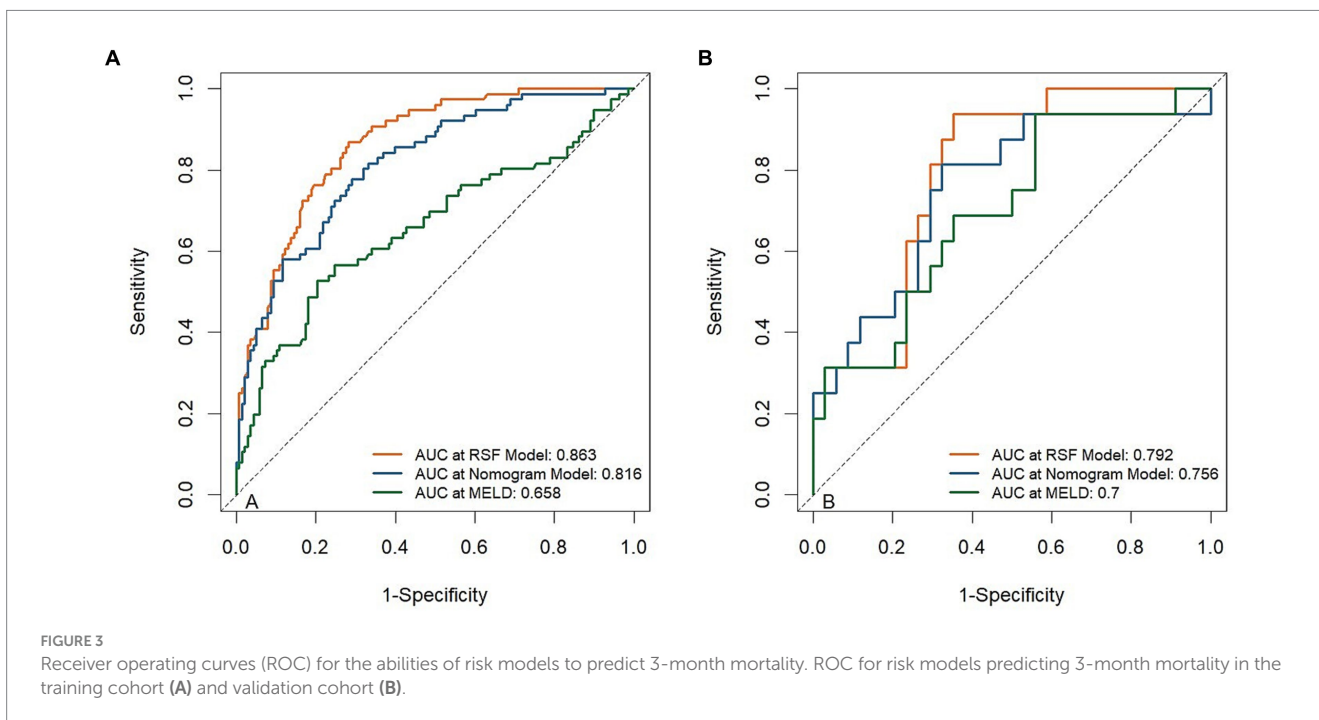 A
1.0
0.8
0.6
0.4
0.2
0.0
Sensitivity
AUC at RSF Model: 0.863
AUC at Nomogram Model: 0.816
AUC at MELD: 0.658
A
0.0 0.2 0.4 0.6 0.8 1.0
1-Specificity
B
1.0
0.8
0.6
0.4
0.2
0.0
Sensitivity
AUC at RSF Model: 0.792
AUC at Nomogram Model: 0.756
AUC at MELD: 0.7
B
0.0 0.2 0.4 0.6 0.8 1.0
1-Specificity
FIGURE 3
Receiver operating curves (ROC) for the abilities of risk models to predict 3-month mortality. ROC for risk models predicting 3-month mortality in the
training cohort (A) and validation cohort (B).